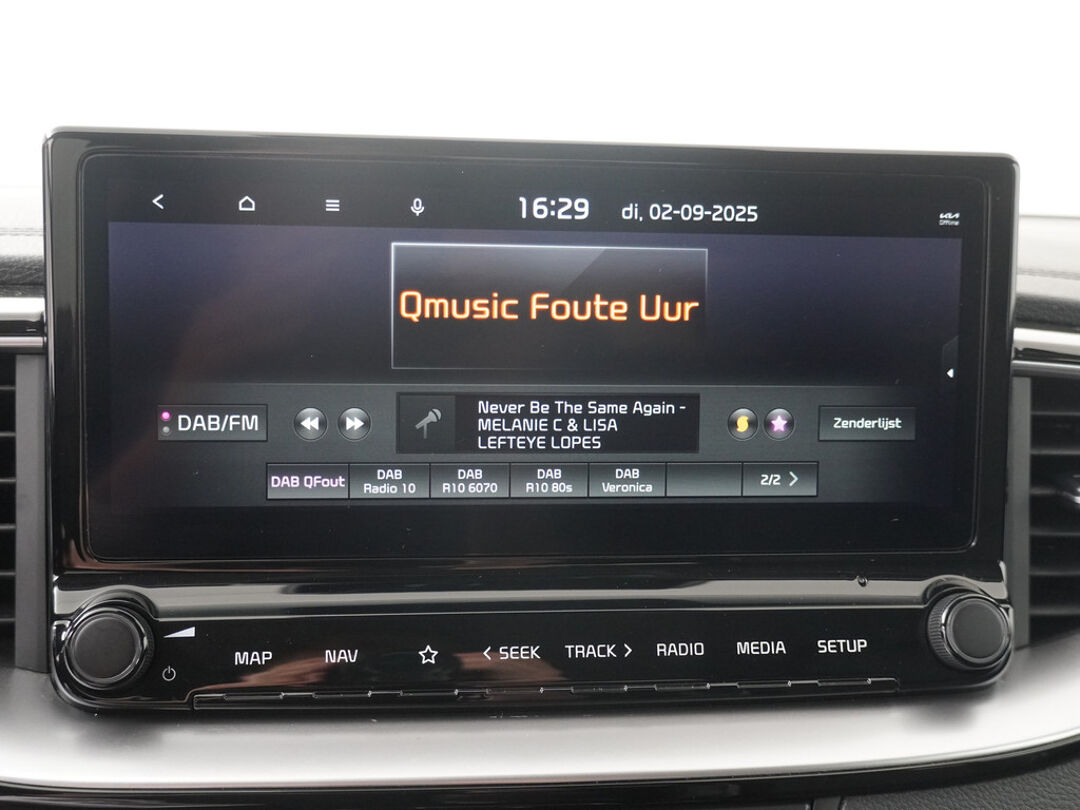 16:29 di, 02-09-2025
KIA
Offline
Qmusic Foute Uur
DAB/FM
Never Be The Same Again -
MELANIE C & LISA
LEFTEYE LOPES
Zenderlijst
DAB QFout
DAB
Radio 10
DAB
R10 6070
DAB
R10 80s
DAB
Veronica
2/2
MAP
NAV
SEEK
TRACK
RADIO
MEDIA
SETUP